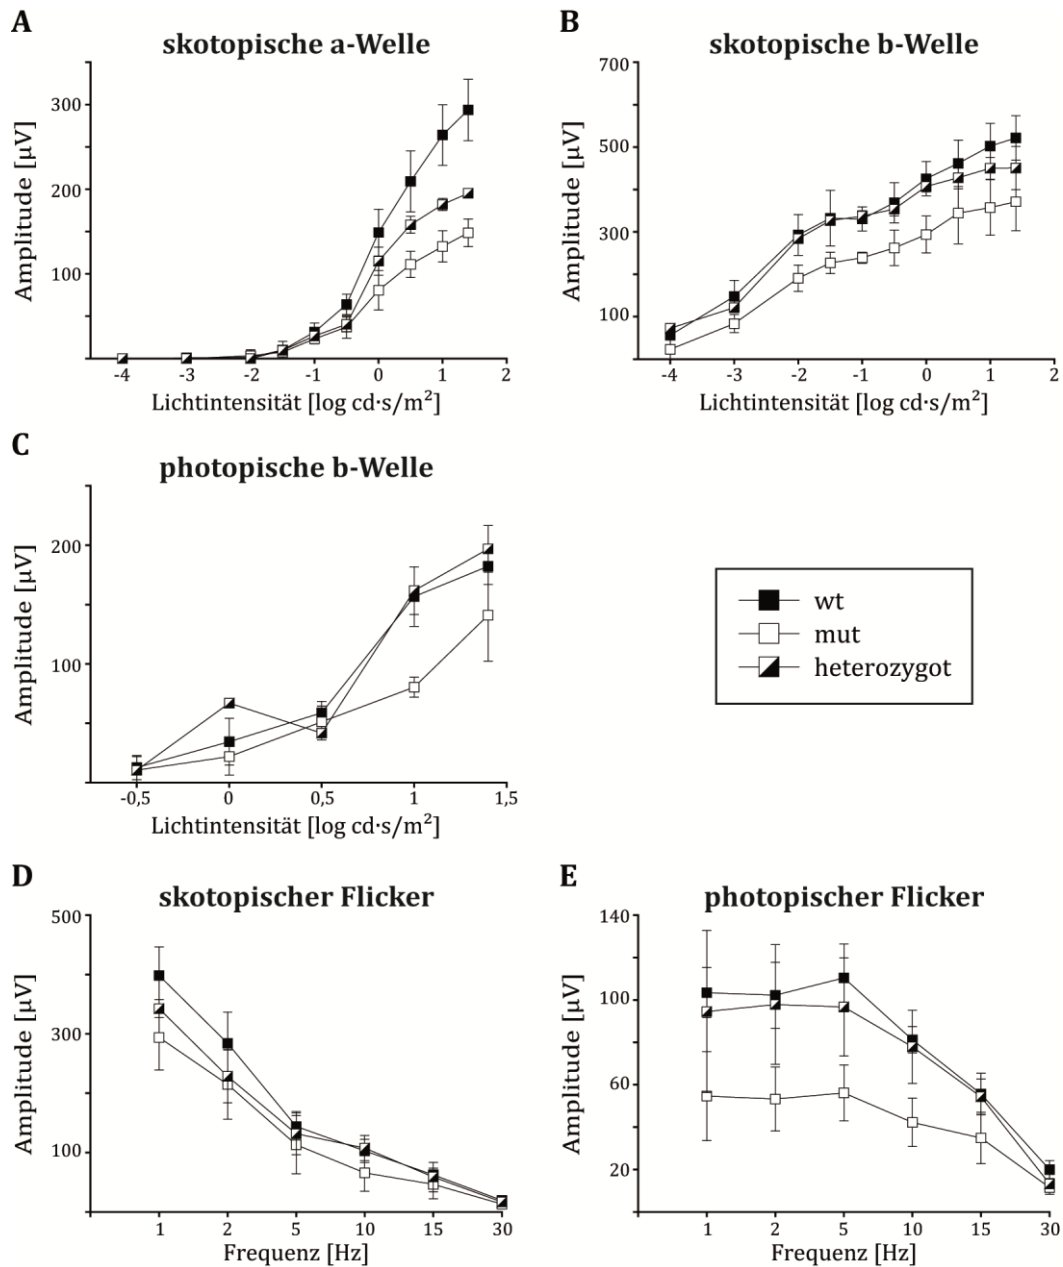 A
skotopische a-Welle
Amplitude [µV]
300
200
100
-4 -3 -2 -1 0 1 2
Lichtintensität [log cd·s/m²]
B
skotopische b-Welle
Amplitude [µV]
700
500
300
100
-4 -3 -2 -1 0 1 2
Lichtintensität [log cd·s/m²]
C
photopische b-Welle
Amplitude [µV]
200
100
-0,5 0 0,5 1 1,5
Lichtintensität [log cd·s/m²]
wt
mut
heterozygot
D
skotopischer Flicker
Amplitude [µV]
500
300
100
1 2 5 10 15 30
Frequenz [Hz]
E
photopischer Flicker
Amplitude [µV]
140
100
60
20
1 2 5 10 15 30
Frequenz [Hz]